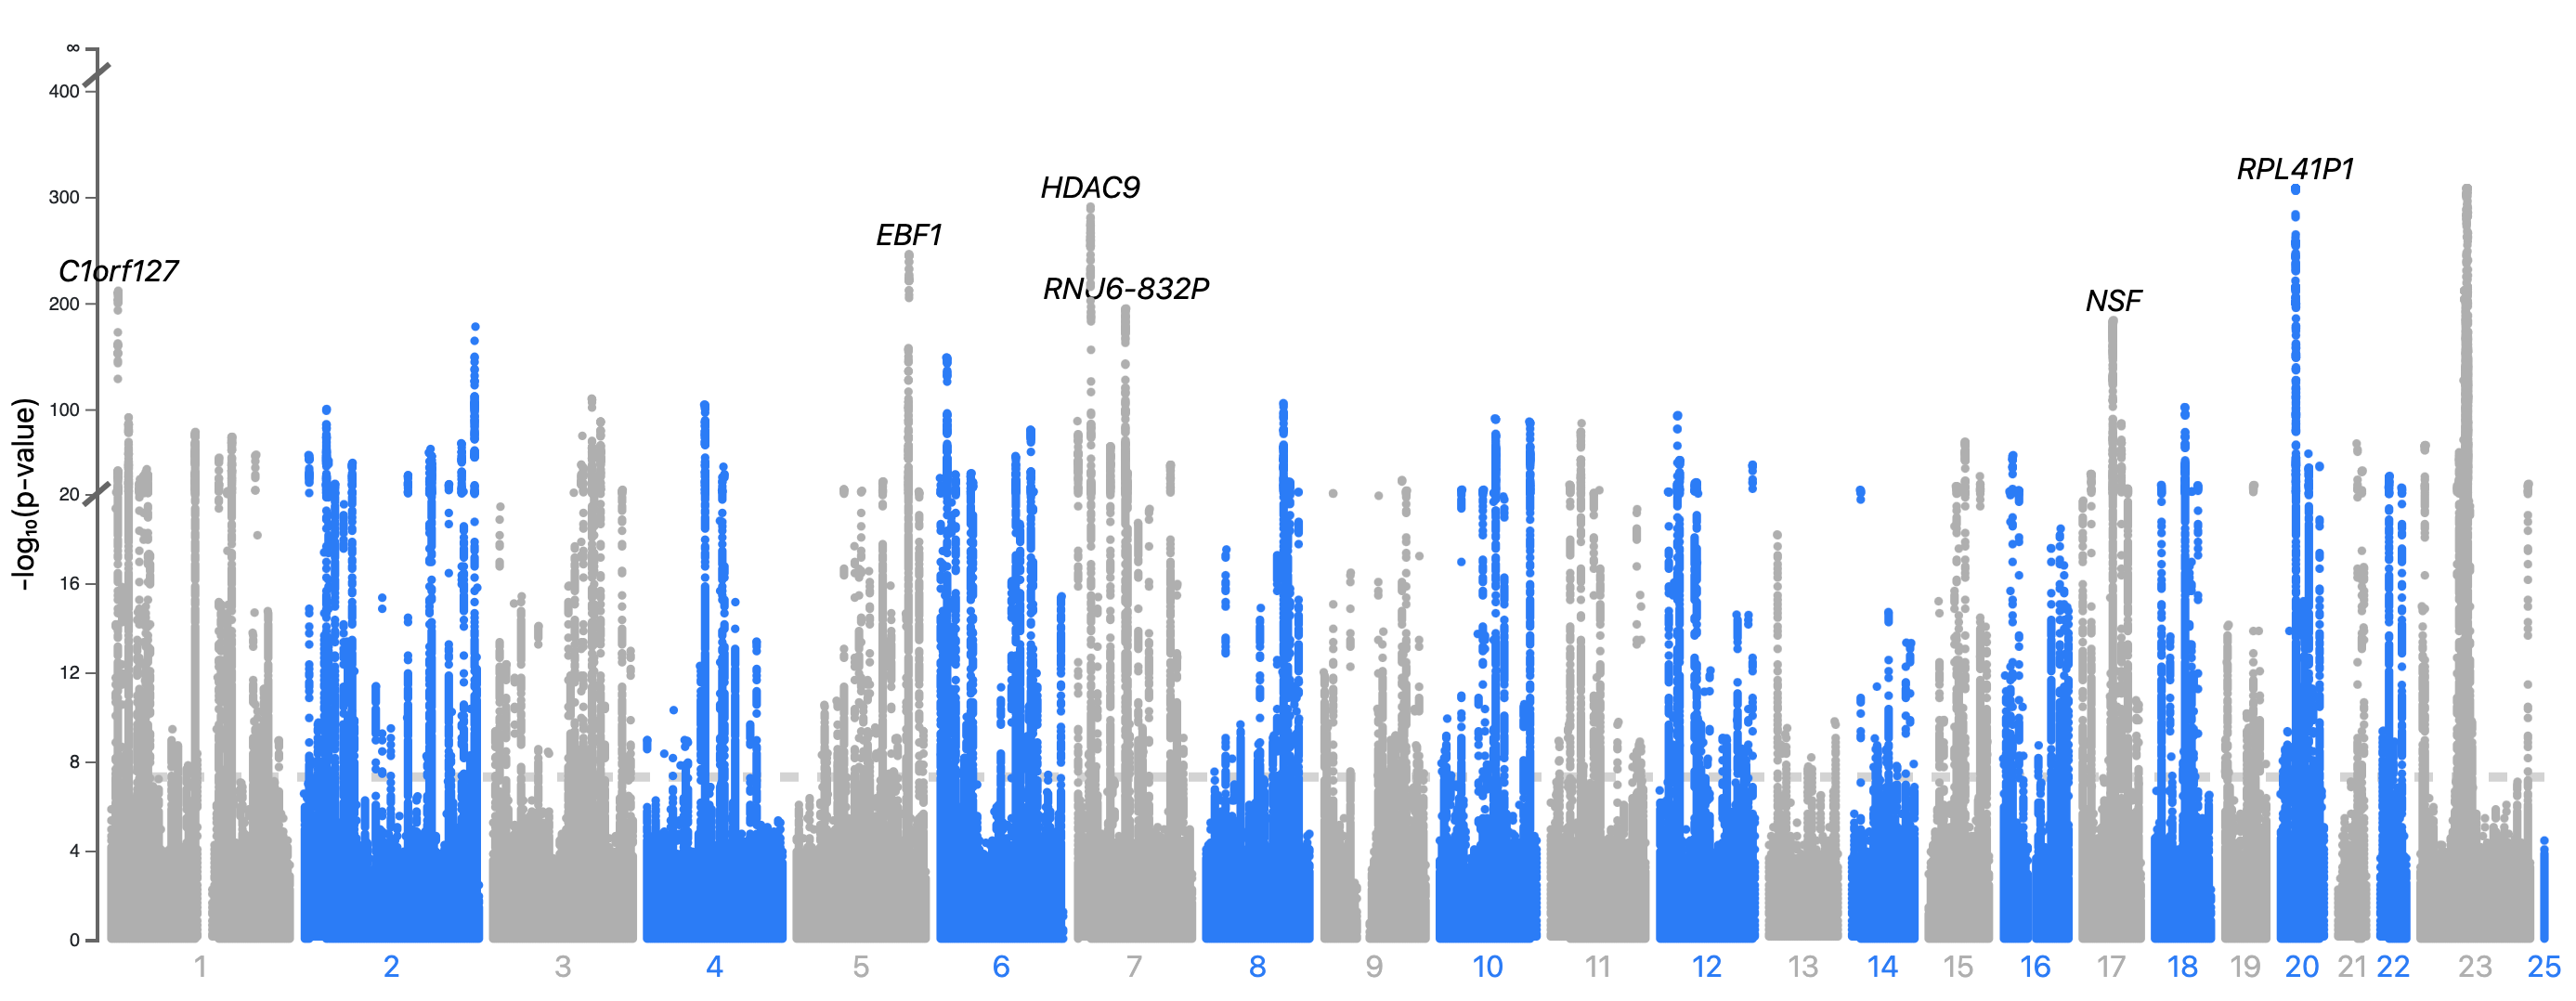 ∞
400
300
200
100
20
16
12
8
4
0
-log₁₀(p-value)
C1orf127
EBF1
HDAC9
RNU6-832P
NSF
RPL41P1
1 2 3 4 5 6 7 8 9 10 11 12 13 14 15 16 17 18 19 20 21 22 23 25